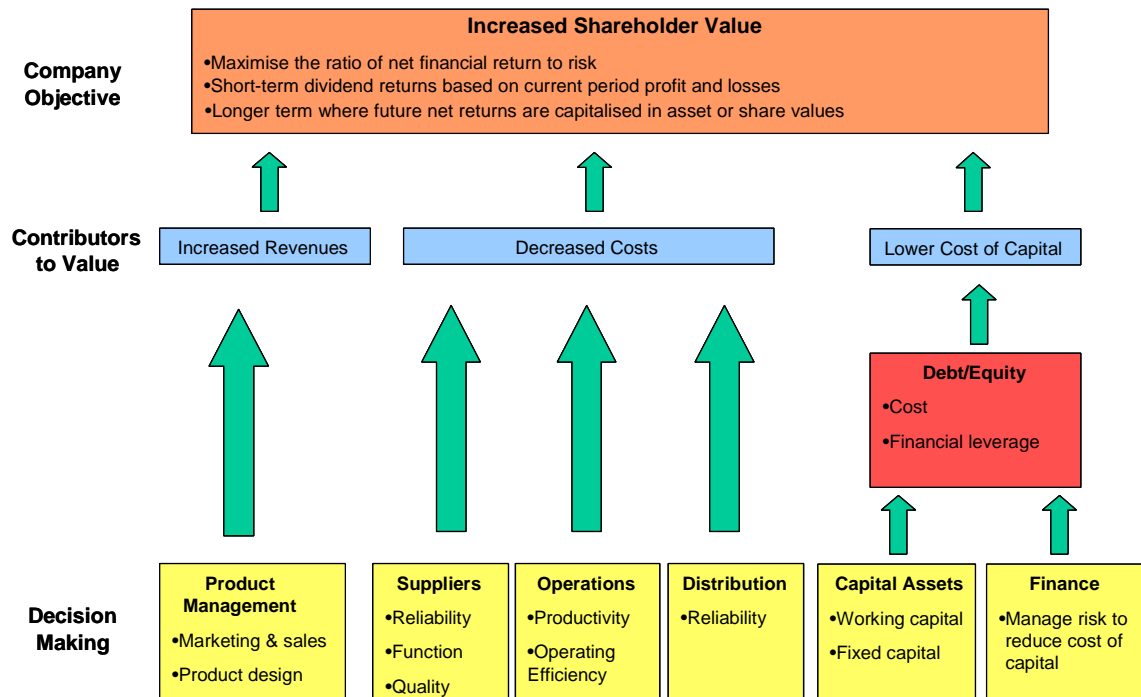 Increased Shareholder Value
•Maximise the ratio of net financial return to risk
•Short-term dividend returns based on current period profit and losses
•Longer term where future net returns are capitalised in asset or share values
Company
Objective
Contributors
to Value
Increased Revenues
Decreased Costs
Lower Cost of Capital
Debt/Equity
•Cost
•Financial leverage
Decision
Making
Product
Management
•Marketing & sales
•Product design
Suppliers
•Reliability
•Function
•Quality
Operations
•Productivity
•Operating
Efficiency
Distribution
•Reliability
Capital Assets
•Working capital
•Fixed capital
Finance
•Manage risk to
reduce cost of
capital